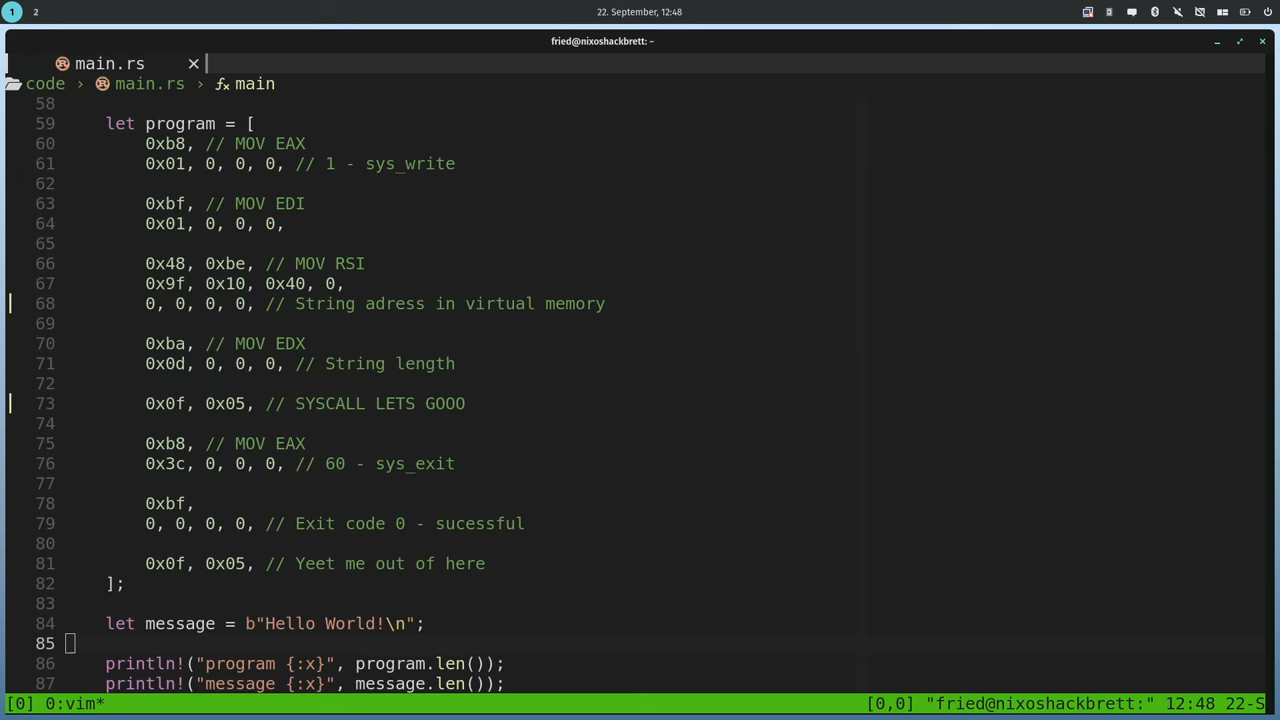 1 2 22. September, 12:48
fried@nixoshackbrett: ~
main.rs
code › main.rs › fx main
58
59 let program = [
60 0xb8, // MOV EAX
61 0x01, 0, 0, 0, // 1 - sys_write
62
63 0xbf, // MOV EDI
64 0x01, 0, 0, 0,
65
66 0x48, 0xbe, // MOV RSI
67 0x9f, 0x10, 0x40, 0,
68 0, 0, 0, 0, // String adress in virtual memory
69
70 0xba, // MOV EDX
71 0x0d, 0, 0, 0, // String length
72
73 0x0f, 0x05, // SYSCALL LETS GOOO
74
75 0xb8, // MOV EAX
76 0x3c, 0, 0, 0, // 60 - sys_exit
77
78 0xbf,
79 0, 0, 0, 0, // Exit code 0 - sucessful
80
81 0x0f, 0x05, // Yeet me out of here
82 ];
83
84 let message = b"Hello World!\n";
85
86 println!("program {:x}", program.len());
87 println!("message {:x}", message.len());
[0] 0:vim* [0,0] "fried@nixoshackbrett:" 12:48 22-S